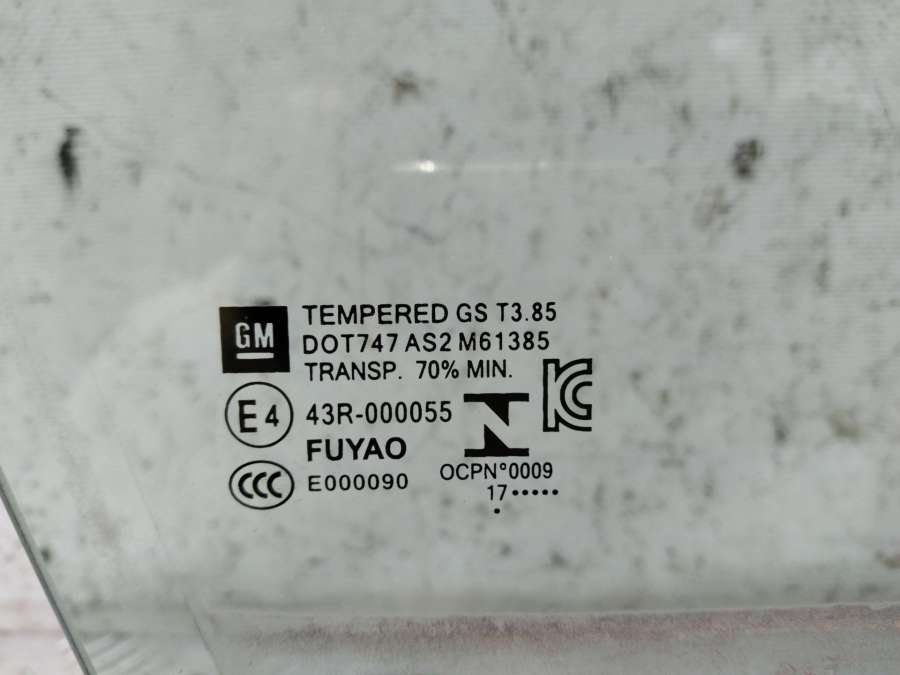 GM
TEMPERED GS T3.85
DOT747 AS2 M61385
TRANSP. 70% MIN.
E4 43R-000055
N
KC
FUYAO
CCC E000090
OCPN°0009
17•••••
•